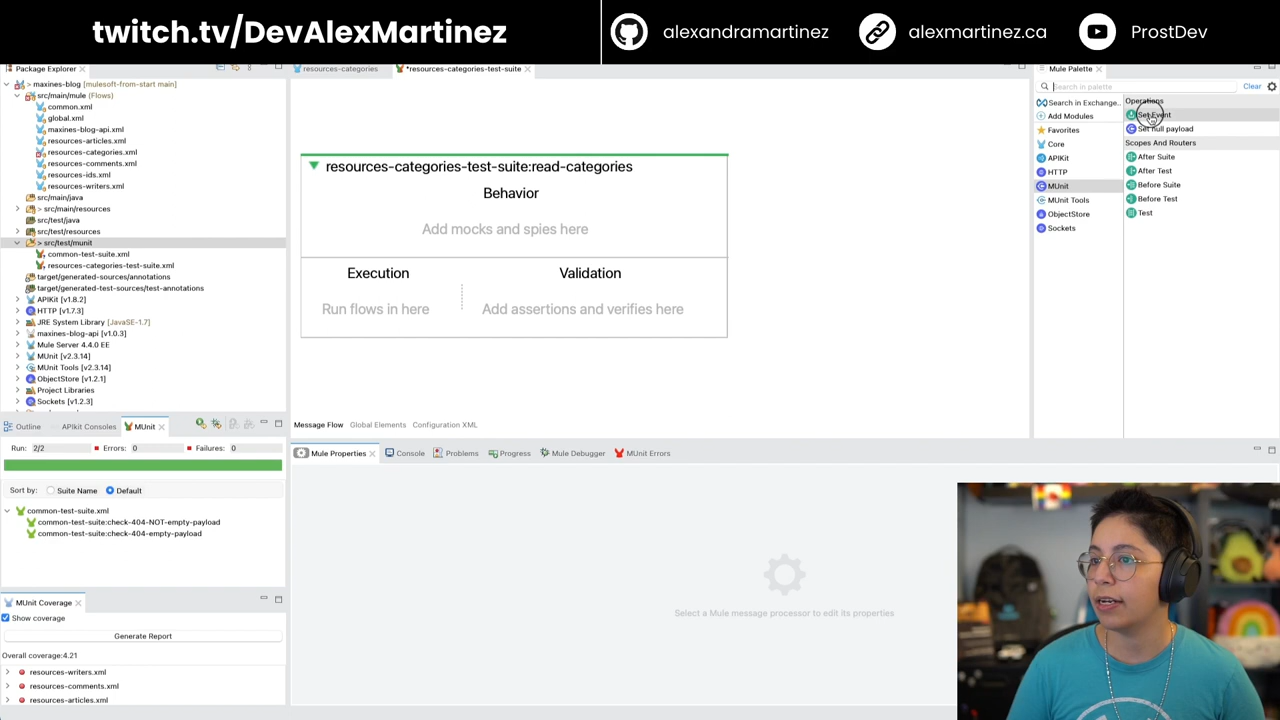 twitch.tv/DevAlexMartinez
alexandramartinez
alexmartinez.ca
ProstDev
Package Explorer
maxines-blog [mulesoft-from-start main]
src/main/mule (Flows)
common.xml
global.xml
maxines-blog-api.xml
resources-articles.xml
resources-categories.xml
resources-comments.xml
resources-ids.xml
resources-writers.xml
src/main/java
> src/main/resources
src/test/java
src/test/resources
> src/test/munit
common-test-suite.xml
resources-categories-test-suite.xml
target/generated-sources/annotations
target/generated-test-sources/test-annotations
APIKit [v1.8.2]
HTTP [v1.7.3]
JRE System Library [JavaSE-1.7]
maxines-blog-api [v1.0.3]
Mule Server 4.4.0 EE
MUnit [v2.3.14]
MUnit Tools [v2.3.14]
ObjectStore [v1.2.1]
Project Libraries
Sockets [v1.2.3]
resources-categories
*resources-categories-test-suite
resources-categories-test-suite:read-categories
Behavior
Add mocks and spies here
Execution
Validation
Run flows in here
Add assertions and verifies here
Message Flow
Global Elements
Configuration XML
Mule Palette
Search in palette
Clear
Search in Exchange..
Add Modules
Favorites
Core
APIKit
HTTP
MUnit
MUnit Tools
ObjectStore
Sockets
Operations
Set Event
Set null payload
Scopes And Routers
After Suite
After Test
Before Suite
Before Test
Test
Outline
APIkit Consoles
MUnit
Run: 2/2
Errors: 0
Failures: 0
Sort by:
Suite Name
Default
common-test-suite.xml
common-test-suite:check-404-NOT-empty-payload
common-test-suite:check-404-empty-payload
MUnit Coverage
Show coverage
Generate Report
Overall coverage:4.21
resources-writers.xml
resources-comments.xml
resources-articles.xml
Mule Properties
Console
Problems
Progress
Mule Debugger
MUnit Errors
Select a Mule message processor to edit its properties